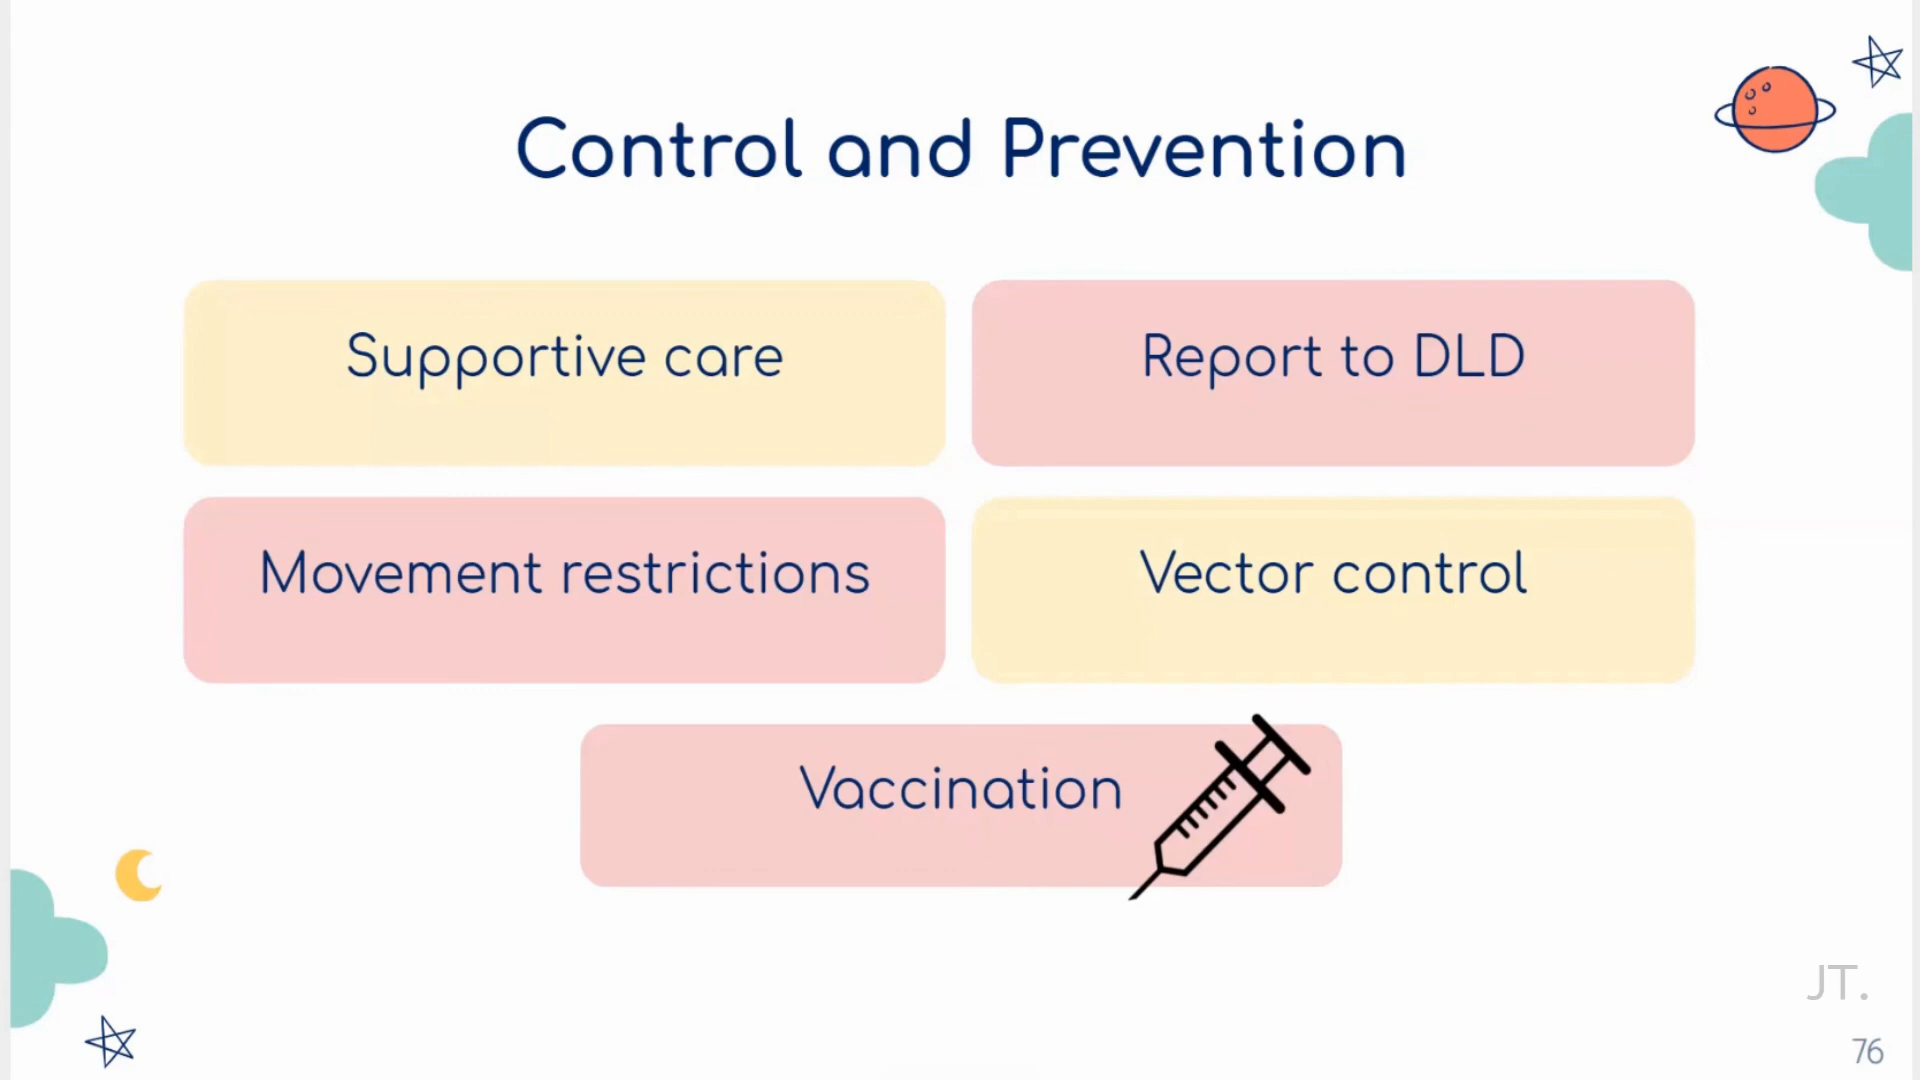 Control and Prevention
Supportive care
Report to DLD
Movement restrictions
Vector control
Vaccination
JT.
76